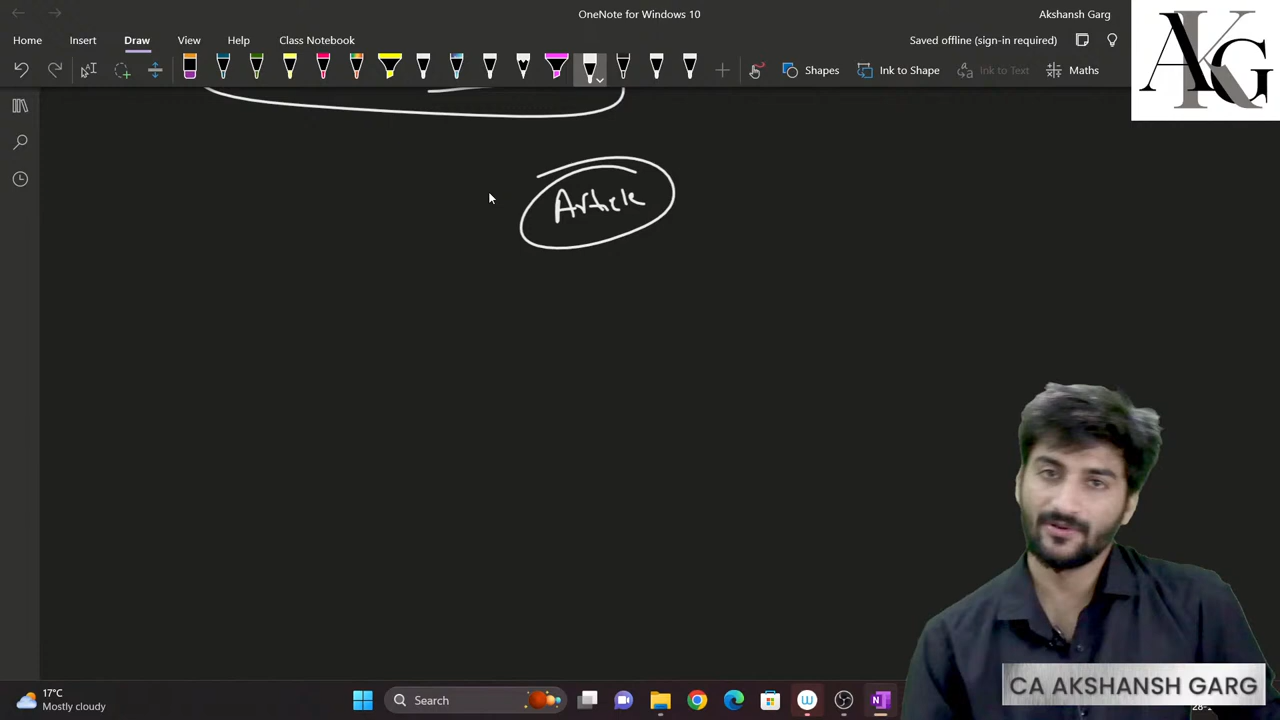 OneNote for Windows 10
Akshansh Garg
Home Insert Draw View Help Class Notebook
Saved offline (sign-in required)
Shapes Ink to Shape Ink to Text Maths
AKG
Article
CA AKSHANSH GARG
17°C
Mostly cloudy
Search